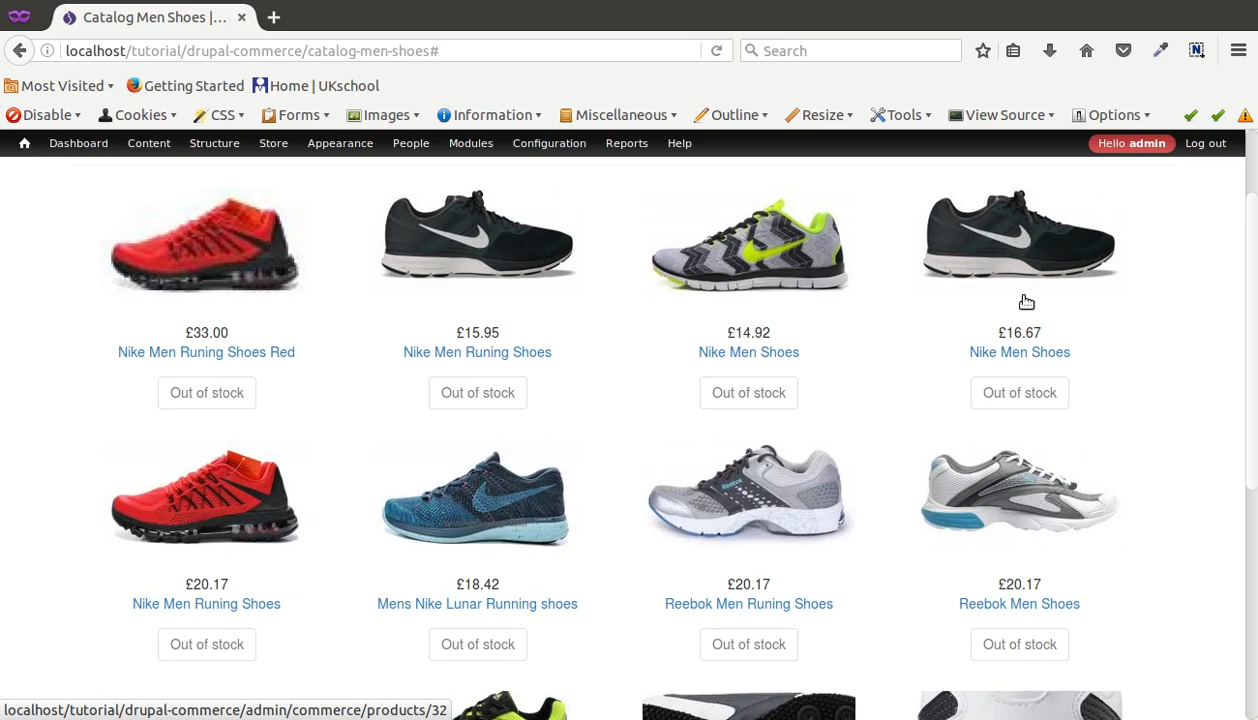 Catalog Men Shoes |...
localhost/tutorial/drupal-commerce/catalog-men-shoes#
Search
Most Visited
Getting Started
Home | UKschool
Disable
Cookies
CSS
Forms
Images
Information
Miscellaneous
Outline
Resize
Tools
View Source
Options
Dashboard
Content
Structure
Store
Appearance
People
Modules
Configuration
Reports
Help
Hello admin
Log out
£33.00
Nike Men Runing Shoes Red
Out of stock
£15.95
Nike Men Runing Shoes
Out of stock
£14.92
Nike Men Shoes
Out of stock
£16.67
Nike Men Shoes
Out of stock
£20.17
Nike Men Runing Shoes
Out of stock
£18.42
Mens Nike Lunar Running shoes
Out of stock
Reebok
£20.17
Reebok Men Runing Shoes
Out of stock
£20.17
Reebok Men Shoes
Out of stock
localhost/tutorial/drupal-commerce/admin/commerce/products/32